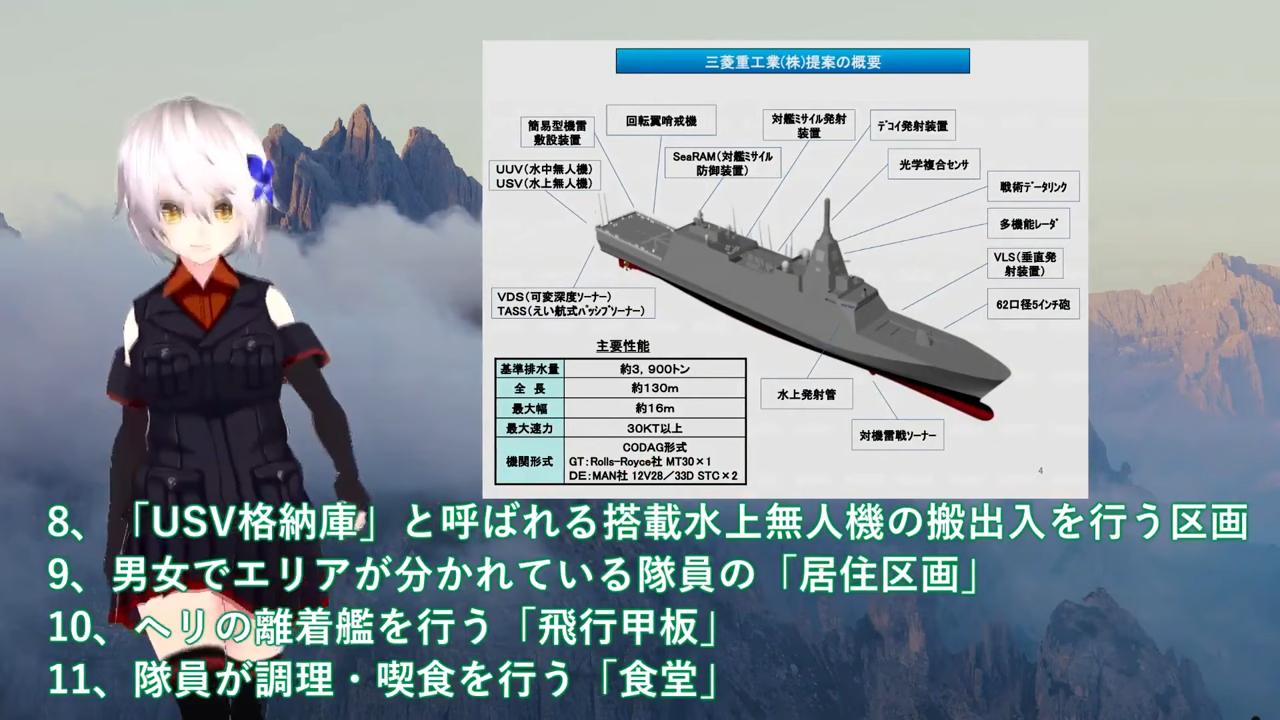 三菱重工業(株)提案の概要
簡易型機雷
敷設装置
回転翼哨戒機
対艦ﾐｻｲﾙ発射
装置
ﾃﾞｺｲ発射装置
SeaRAM(対艦ﾐｻｲﾙ
防御装置)
光学複合ｾﾝｻ
UUV(水中無人機)
USV(水上無人機)
戦術ﾃﾞｰﾀﾘﾝｸ
多機能ﾚｰﾀﾞ
VLS(垂直発
射装置)
62口径5ｲﾝﾁ砲
VDS(可変深度ｿｰﾅｰ)
TASS(えい航式ﾊﾟｯｼﾌﾞｿｰﾅｰ)
水上発射管
対機雷戦ｿｰﾅｰ
主要性能
基準排水量 約3,900トン
全 長 約130m
最大幅 約16m
最大速力 30KT以上
機関形式 CODAG形式
GT:Rolls-Royce社 MT30×1
DE:MAN社 12V28/33D STC×2
4
8、「USV格納庫」と呼ばれる搭載水上無人機の搬出入を行う区画
9、男女でエリアが分かれている隊員の「居住区画」
10、ヘリの離着艦を行う「飛行甲板」
11、隊員が調理・喫食を行う「食堂」